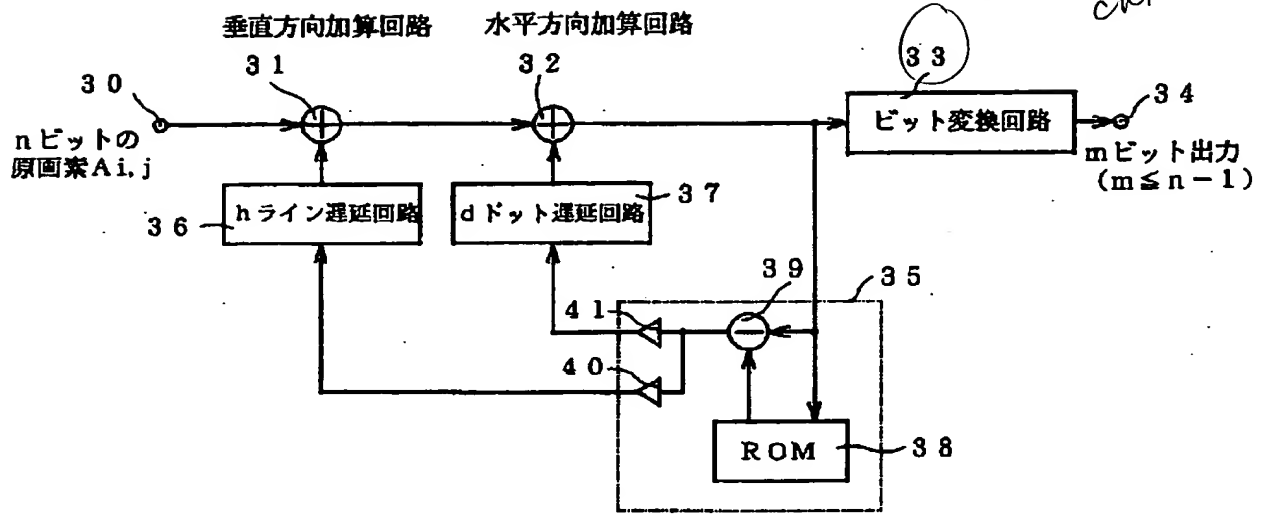 垂直方向加算回路 水平方向加算回路
31 32 33
30 34
nビットの
原画素Ai,j
ビット変換回路
mビット出力
(m≦n-1)
hライン遅延回路
36
dドット遅延回路
37
39
35
41
40
ROM
38